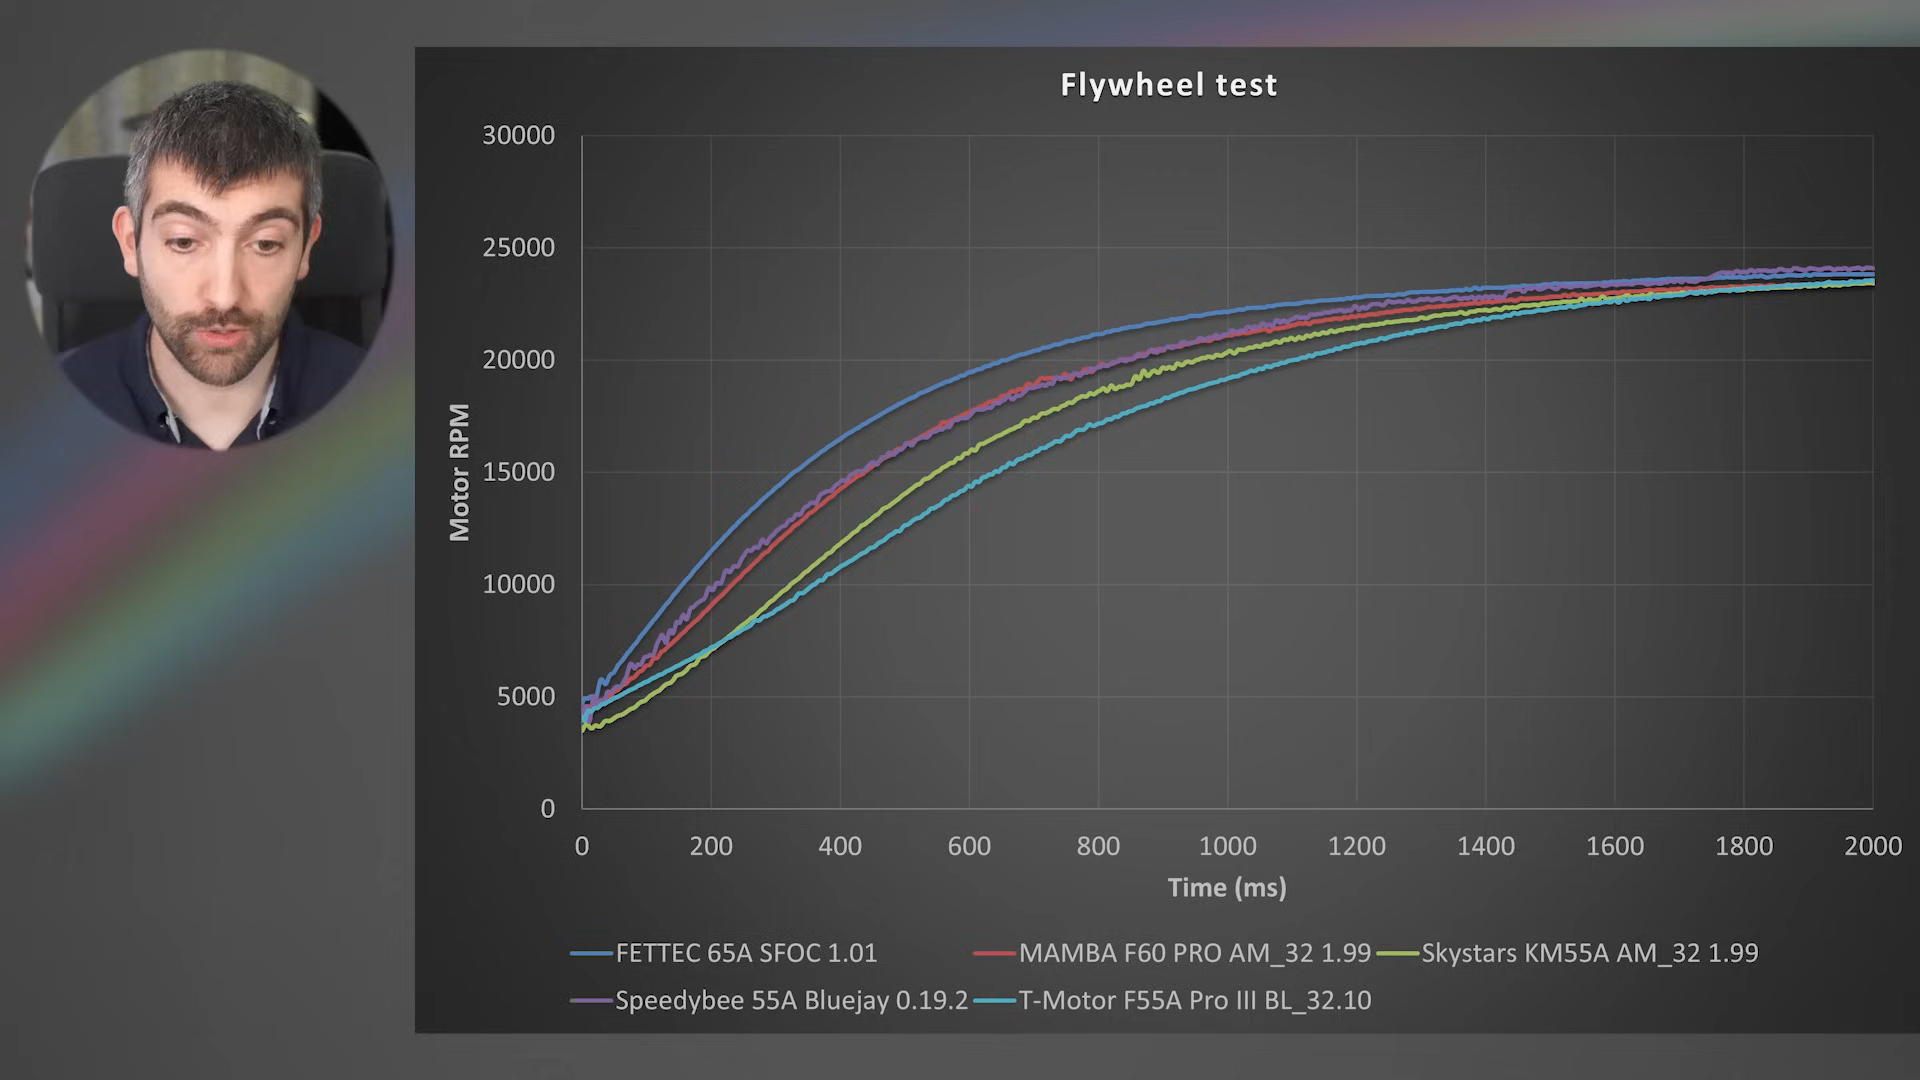 Flywheel test
30000
25000
20000
15000
10000
5000
0
Motor RPM
0 200 400 600 800 1000 1200 1400 1600 1800 2000
Time (ms)
FETTEC 65A SFOC 1.01 MAMBA F60 PRO AM_32 1.99 Skystars KM55A AM_32 1.99
Speedybee 55A Bluejay 0.19.2 T-Motor F55A Pro III BL_32.10